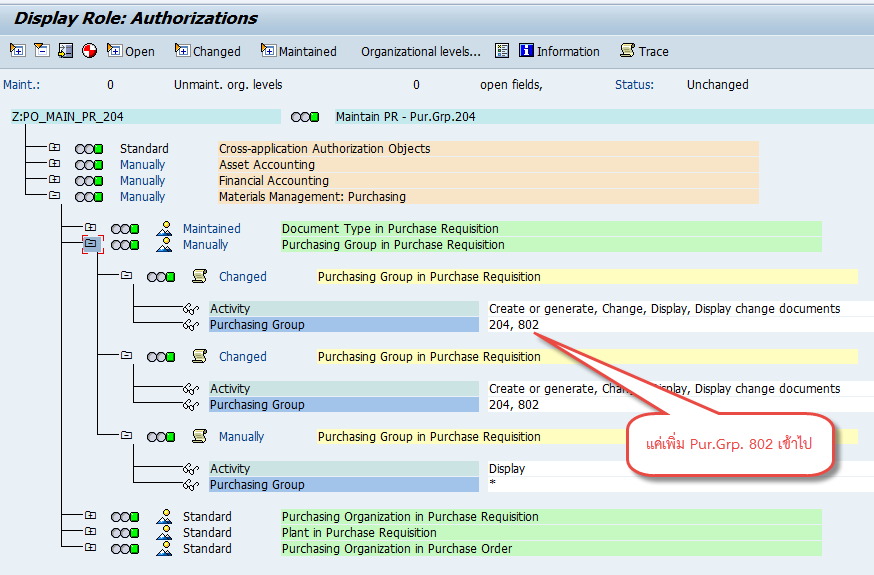 Display Role: Authorizations
Open Changed Maintained Organizational levels... Information Trace
Maint.: 0 Unmaint. org. levels 0 open fields, Status: Unchanged
Z:PO_MAIN_PR_204 Maintain PR - Pur.Grp.204
Standard Cross-application Authorization Objects
Manually Asset Accounting
Manually Financial Accounting
Manually Materials Management: Purchasing
Maintained Document Type in Purchase Requisition
Manually Purchasing Group in Purchase Requisition
Changed Purchasing Group in Purchase Requisition
Activity Create or generate, Change, Display, Display change documents
Purchasing Group 204, 802
Changed Purchasing Group in Purchase Requisition
Activity Create or generate, Change, Display, Display change documents
Purchasing Group 204, 802
Manually Purchasing Group in Purchase Requisition
แค่เพิ่ม Pur.Grp. 802 เข้าไป
Activity Display
Purchasing Group *
Standard Purchasing Organization in Purchase Requisition
Standard Plant in Purchase Requisition
Standard Purchasing Organization in Purchase Order